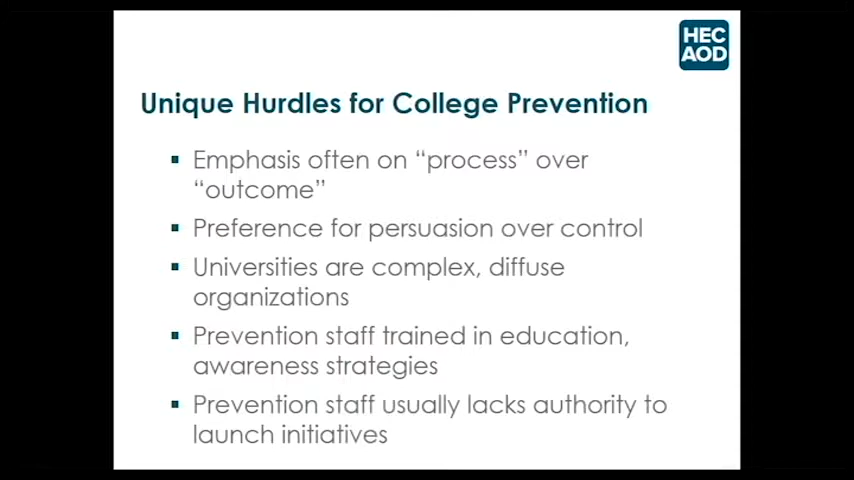 HEC
AOD
Unique Hurdles for College Prevention
▪ Emphasis often on “process” over
“outcome”
▪ Preference for persuasion over control
▪ Universities are complex, diffuse
organizations
▪ Prevention staff trained in education,
awareness strategies
▪ Prevention staff usually lacks authority to
launch initiatives